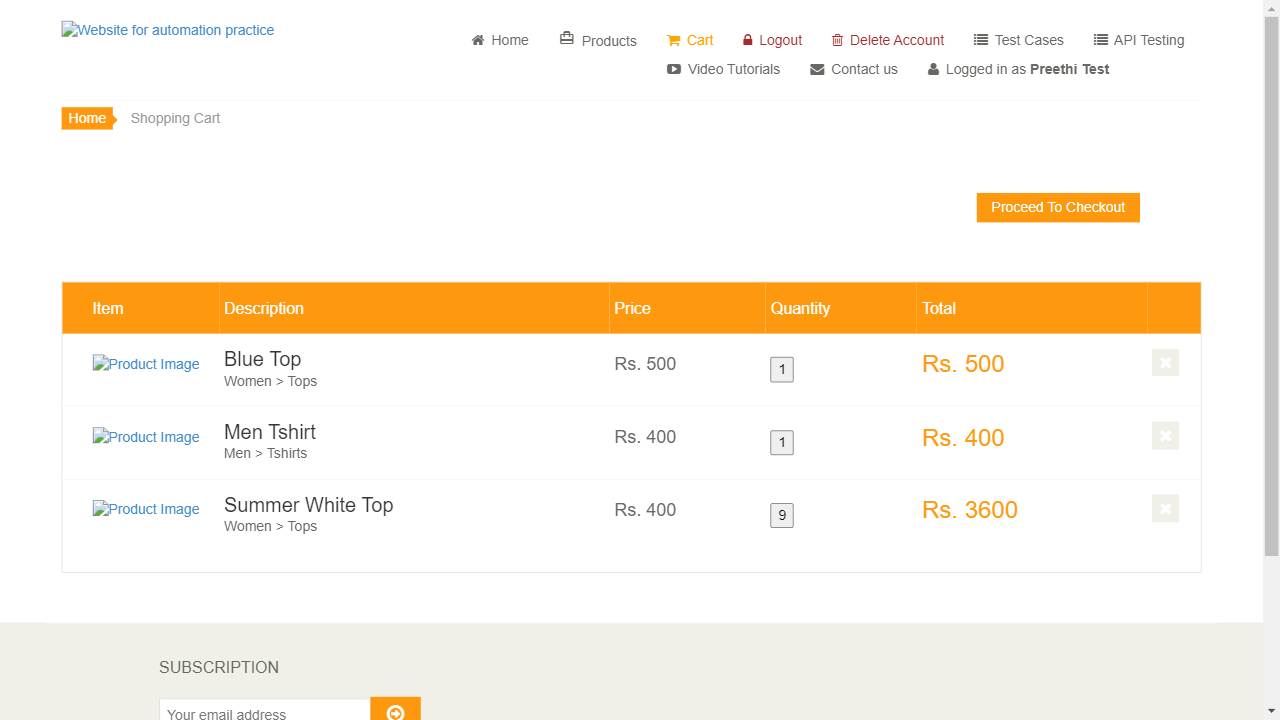 Website for automation practice
Home Products Cart Logout Delete Account Test Cases API Testing
Video Tutorials Contact us Logged in as Preethi Test
Home Shopping Cart
Proceed To Checkout
Item Description Price Quantity Total
Product Image Blue Top Rs. 500 1 Rs. 500
Women > Tops
Product Image Men Tshirt Rs. 400 1 Rs. 400
Men > Tshirts
Product Image Summer White Top Rs. 400 9 Rs. 3600
Women > Tops
SUBSCRIPTION
Your email address